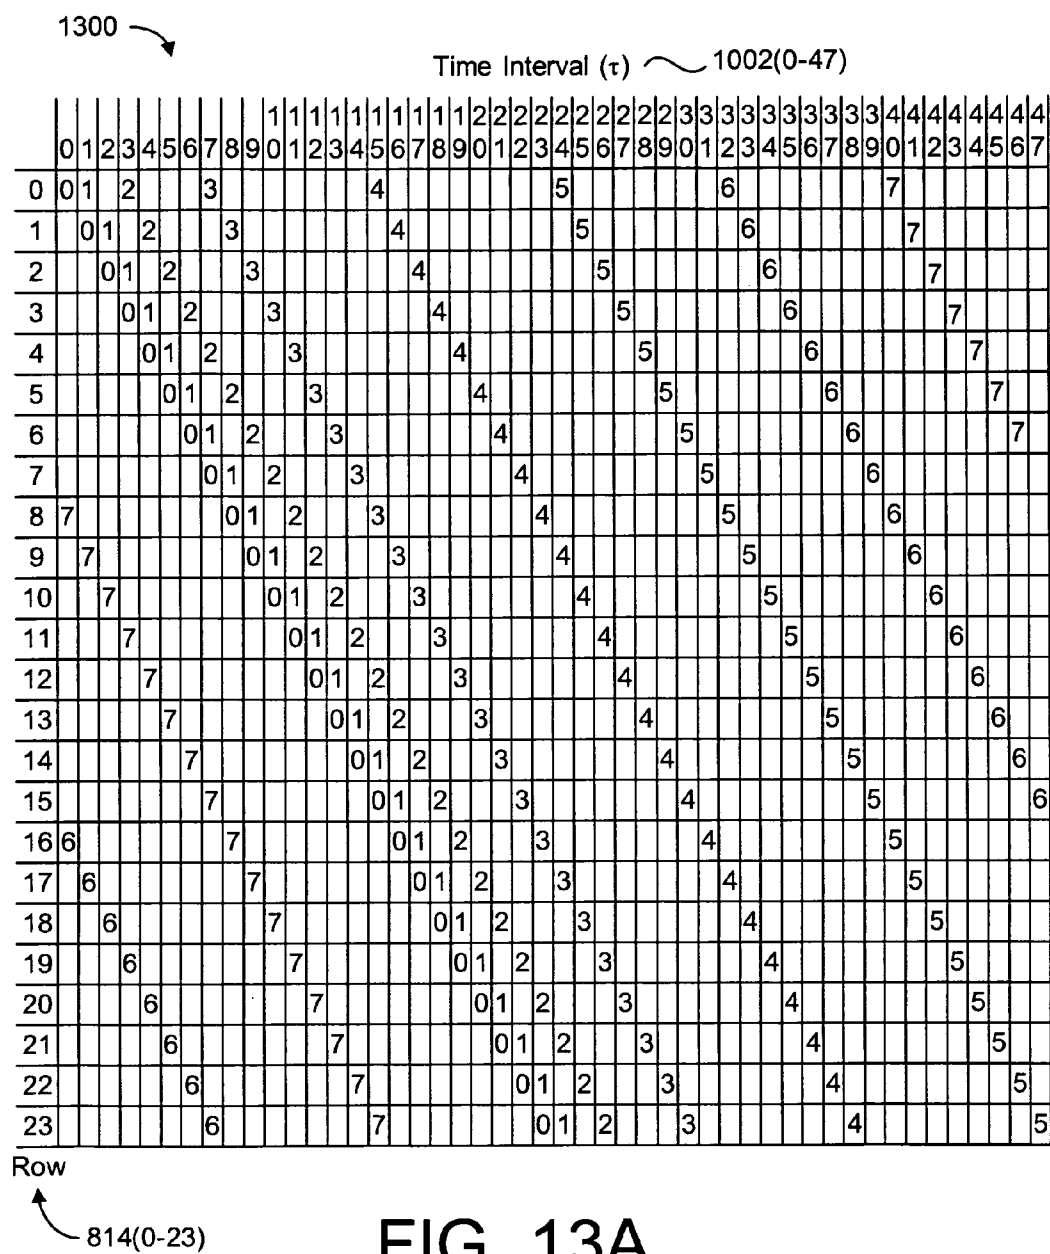 1300
Time Interval (τ) 1002(0-47)
1 1 1 1 1 1 1 1 1 1 2 2 2 2 2 2 2 2 2 2 3 3 3 3 3 3 3 3 3 3 4 4 4 4 4 4 4 4
0 1 2 3 4 5 6 7 8 9 0 1 2 3 4 5 6 7 8 9 0 1 2 3 4 5 6 7 8 9 0 1 2 3 4 5 6 7 8 9 0 1 2 3 4 5 6 7
0 0 1 2 3 4 5 6 7
1 0 1 2 3 4 5 6 7
2 0 1 2 3 4 5 6 7
3 0 1 2 3 4 5 6 7
4 0 1 2 3 4 5 6 7
5 0 1 2 3 4 5 6 7
6 0 1 2 3 4 5 6 7
7 0 1 2 3 4 5 6
8 7 0 1 2 3 4 5 6
9 7 0 1 2 3 4 5 6
10 7 0 1 2 3 4 5 6
11 7 0 1 2 3 4 5 6
12 7 0 1 2 3 4 5 6
13 7 0 1 2 3 4 5 6
14 7 0 1 2 3 4 5 6
15 7 0 1 2 3 4 5 6
16 6 7 0 1 2 3 4 5
17 6 7 0 1 2 3 4 5
18 6 7 0 1 2 3 4 5
19 6 7 0 1 2 3 4 5
20 6 7 0 1 2 3 4 5
21 6 7 0 1 2 3 4 5
22 6 7 0 1 2 3 4 5
23 6 7 0 1 2 3 4 5
Row
814(0-23)
FIG. 13A